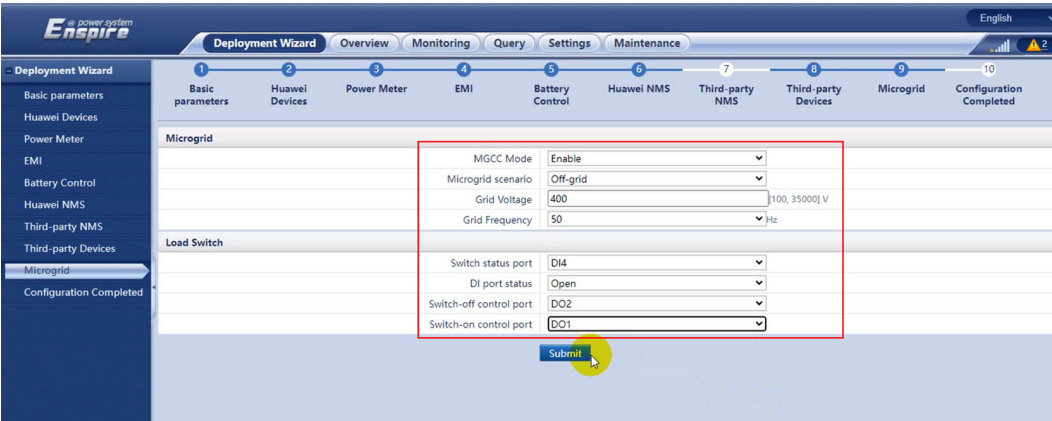 e power system
Enspire
English
Deployment Wizard Overview Monitoring Query Settings Maintenance
2
Deployment Wizard
Basic parameters
Huawei Devices
Power Meter
EMI
Battery Control
Huawei NMS
Third-party NMS
Third-party Devices
Microgrid
Configuration Completed
1 Basic parameters
2 Huawei Devices
3 Power Meter
4 EMI
5 Battery Control
6 Huawei NMS
7 Third-party NMS
8 Third-party Devices
9 Microgrid
10 Configuration Completed
Microgrid
MGCC Mode Enable
Microgrid scenario Off-grid
Grid Voltage 400 [100, 35000] V
Grid Frequency 50 Hz
Load Switch
Switch status port DI4
DI port status Open
Switch-off control port DO2
Switch-on control port DO1
Submit